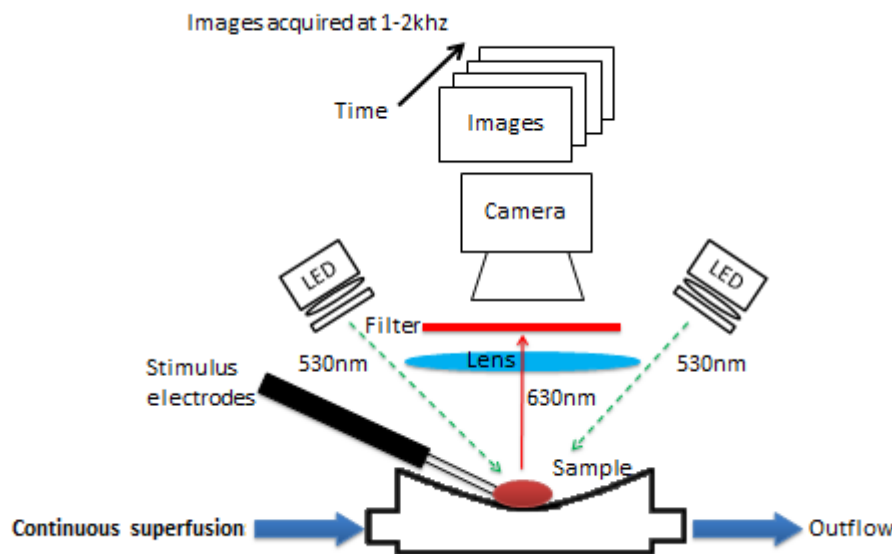 Images acquired at 1-2khz
Time
Images
Camera
LED
LED
Filter
530nm
Lens
530nm
Stimulus
electrodes
630nm
Sample
Continuous superfusion
Outflow